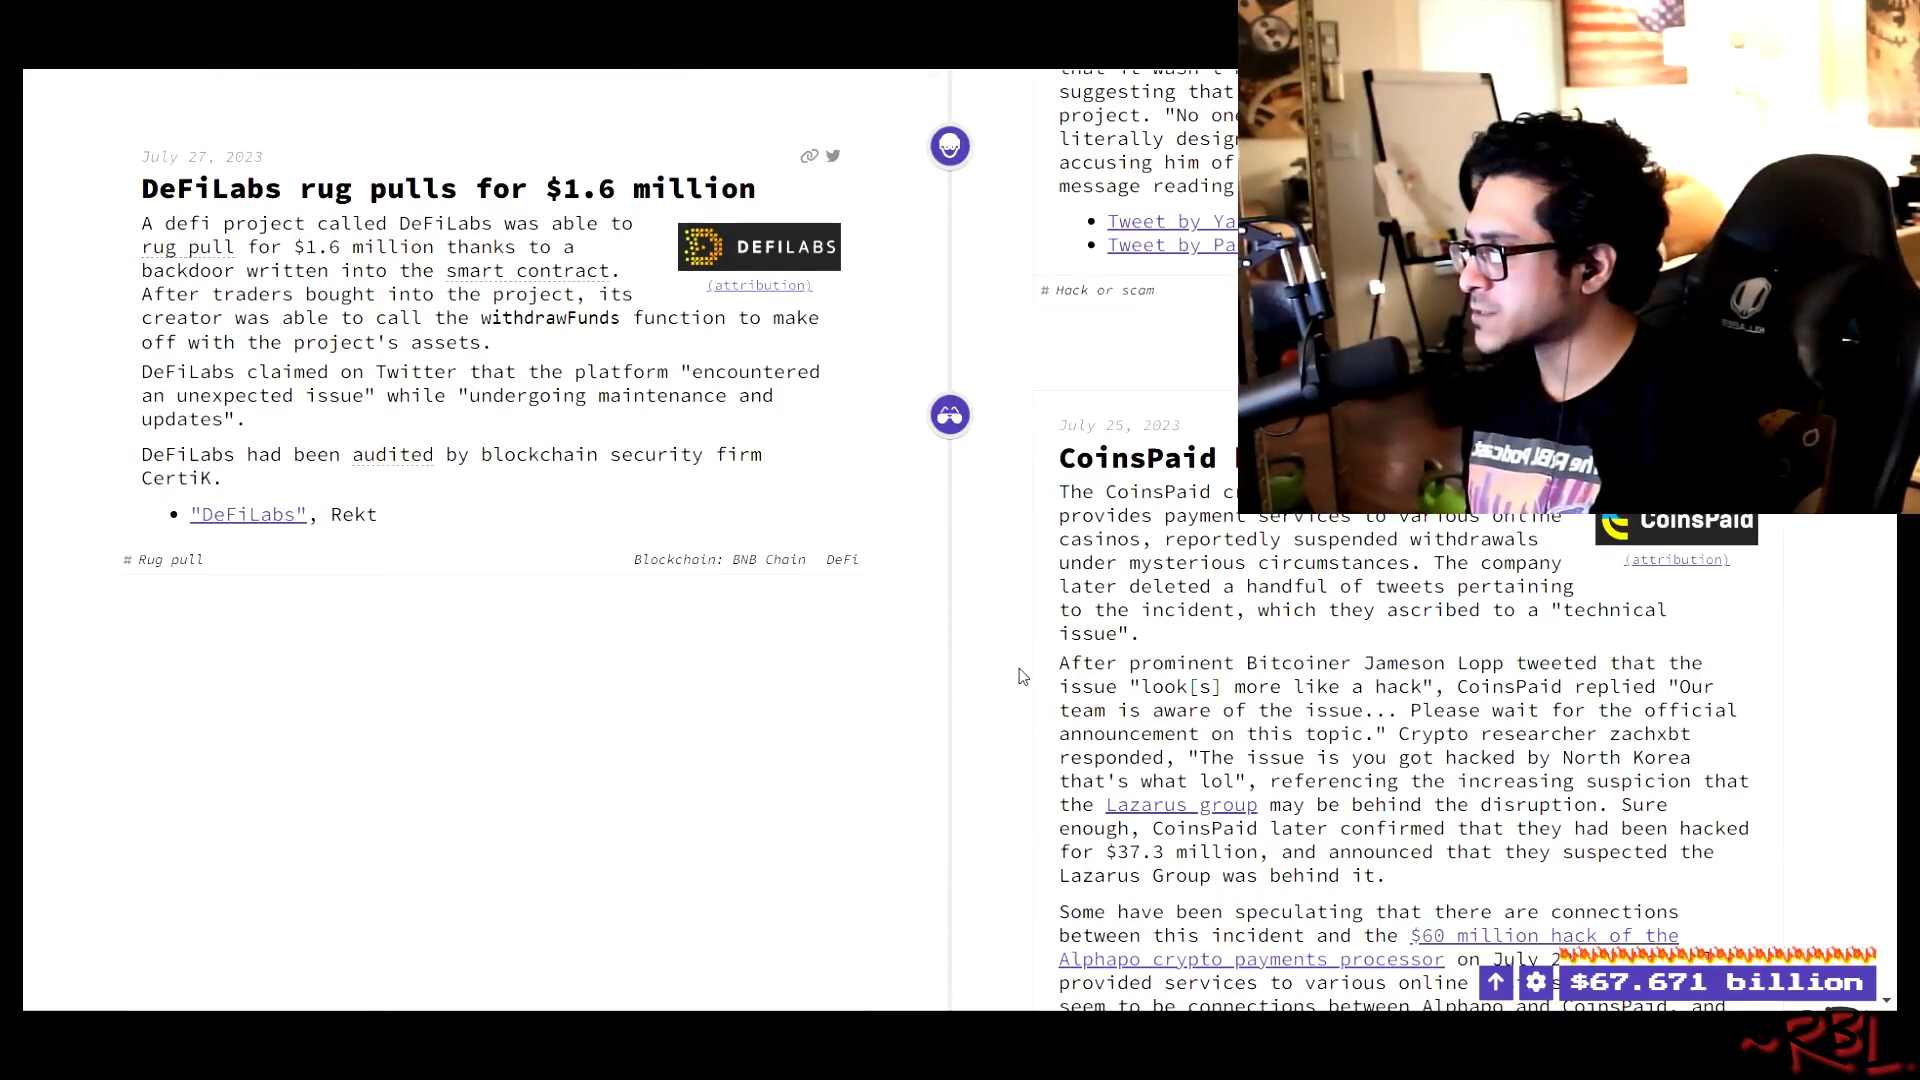 July 27, 2023
DeFiLabs rug pulls for $1.6 million
A defi project called DeFiLabs was able to
rug pull for $1.6 million thanks to a
backdoor written into the smart contract.
After traders bought into the project, its
creator was able to call the withdrawFunds function to make
off with the project's assets.
DEFILABS
(attribution)
DeFiLabs claimed on Twitter that the platform "encountered
an unexpected issue" while "undergoing maintenance and
updates".
DeFiLabs had been audited by blockchain security firm
CertiK.
• "DeFiLabs", Rekt
# Rug pull
Blockchain: BNB Chain DeFi
suggesting that
project. "No one
literally design
accusing him of
message reading
• Tweet by Ya
• Tweet by Pa
# Hack or scam
July 25, 2023
CoinsPaid
The CoinsPaid
provides payment services to various online
casinos, reportedly suspended withdrawals
under mysterious circumstances. The company
later deleted a handful of tweets pertaining
to the incident, which they ascribed to a "technical
issue".
CoinsPaid
(attribution)
After prominent Bitcoiner Jameson Lopp tweeted that the
issue "look[s] more like a hack", CoinsPaid replied "Our
team is aware of the issue... Please wait for the official
announcement on this topic." Crypto researcher zachxbt
responded, "The issue is you got hacked by North Korea
that's what lol", referencing the increasing suspicion that
the Lazarus group may be behind the disruption. Sure
enough, CoinsPaid later confirmed that they had been hacked
for $37.3 million, and announced that they suspected the
Lazarus Group was behind it.
Some have been speculating that there are connections
between this incident and the $60 million hack of the
Alphapo crypto payments processor on July
provided services to various online
seem to be connections between Alphapo and CoinsPaid, and
$67.671 billion
The RBL Podcast
~RBL.